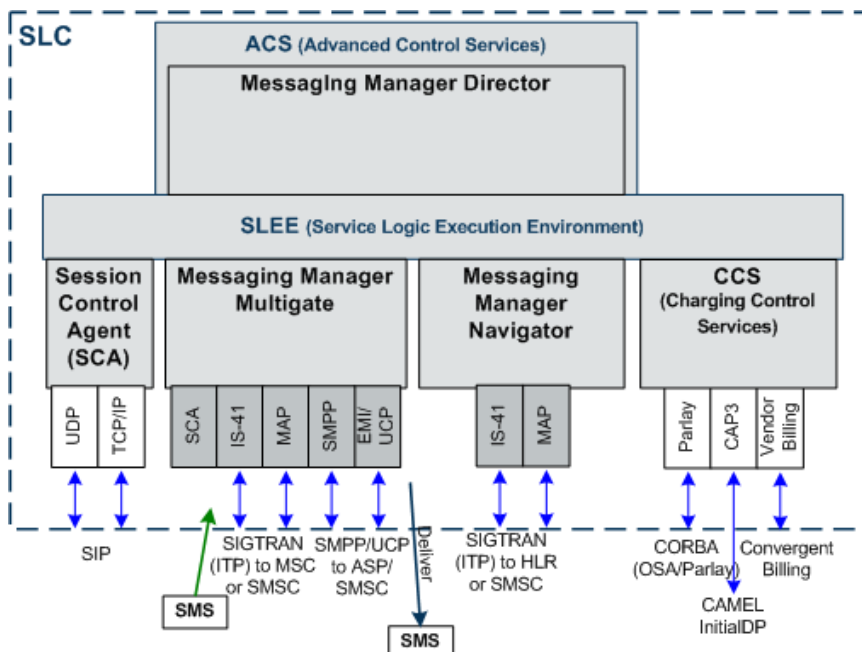 SLC
ACS (Advanced Control Services)
Messaging Manager Director
SLEE (Service Logic Execution Environment)
Session
Control
Agent
(SCA)
Messaging Manager
Multigate
Messaging
Manager
Navigator
CCS
(Charging Control
Services)
UDP
TCP/IP
SCA
IS-41
MAP
SMPP
EMI/
UCP
IS-41
MAP
Parlay
CAP3
Vendor
Billing
SIP
SIGTRAN
(ITP) to MSC
or SMSC
SMPP/UCP
to ASP/
SMSC
Deliver
SIGTRAN
(ITP) to HLR
or SMSC
CORBA
(OSA/Parlay)
Convergent
Billing
CAMEL
InitialDP
SMS
SMS